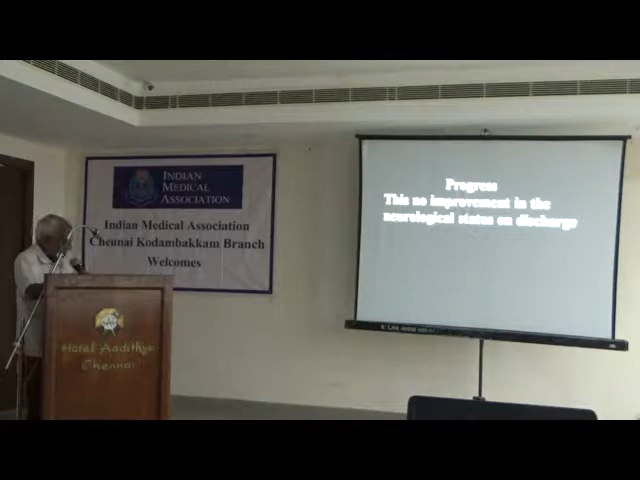 INDIAN
MEDICAL
ASSOCIATION
Indian Medical Association
Chennai Kodambakkam Branch
Welcomes
Progress
This no improvement in the
neurological status on discharge
Hotel Aadithya
Chennai